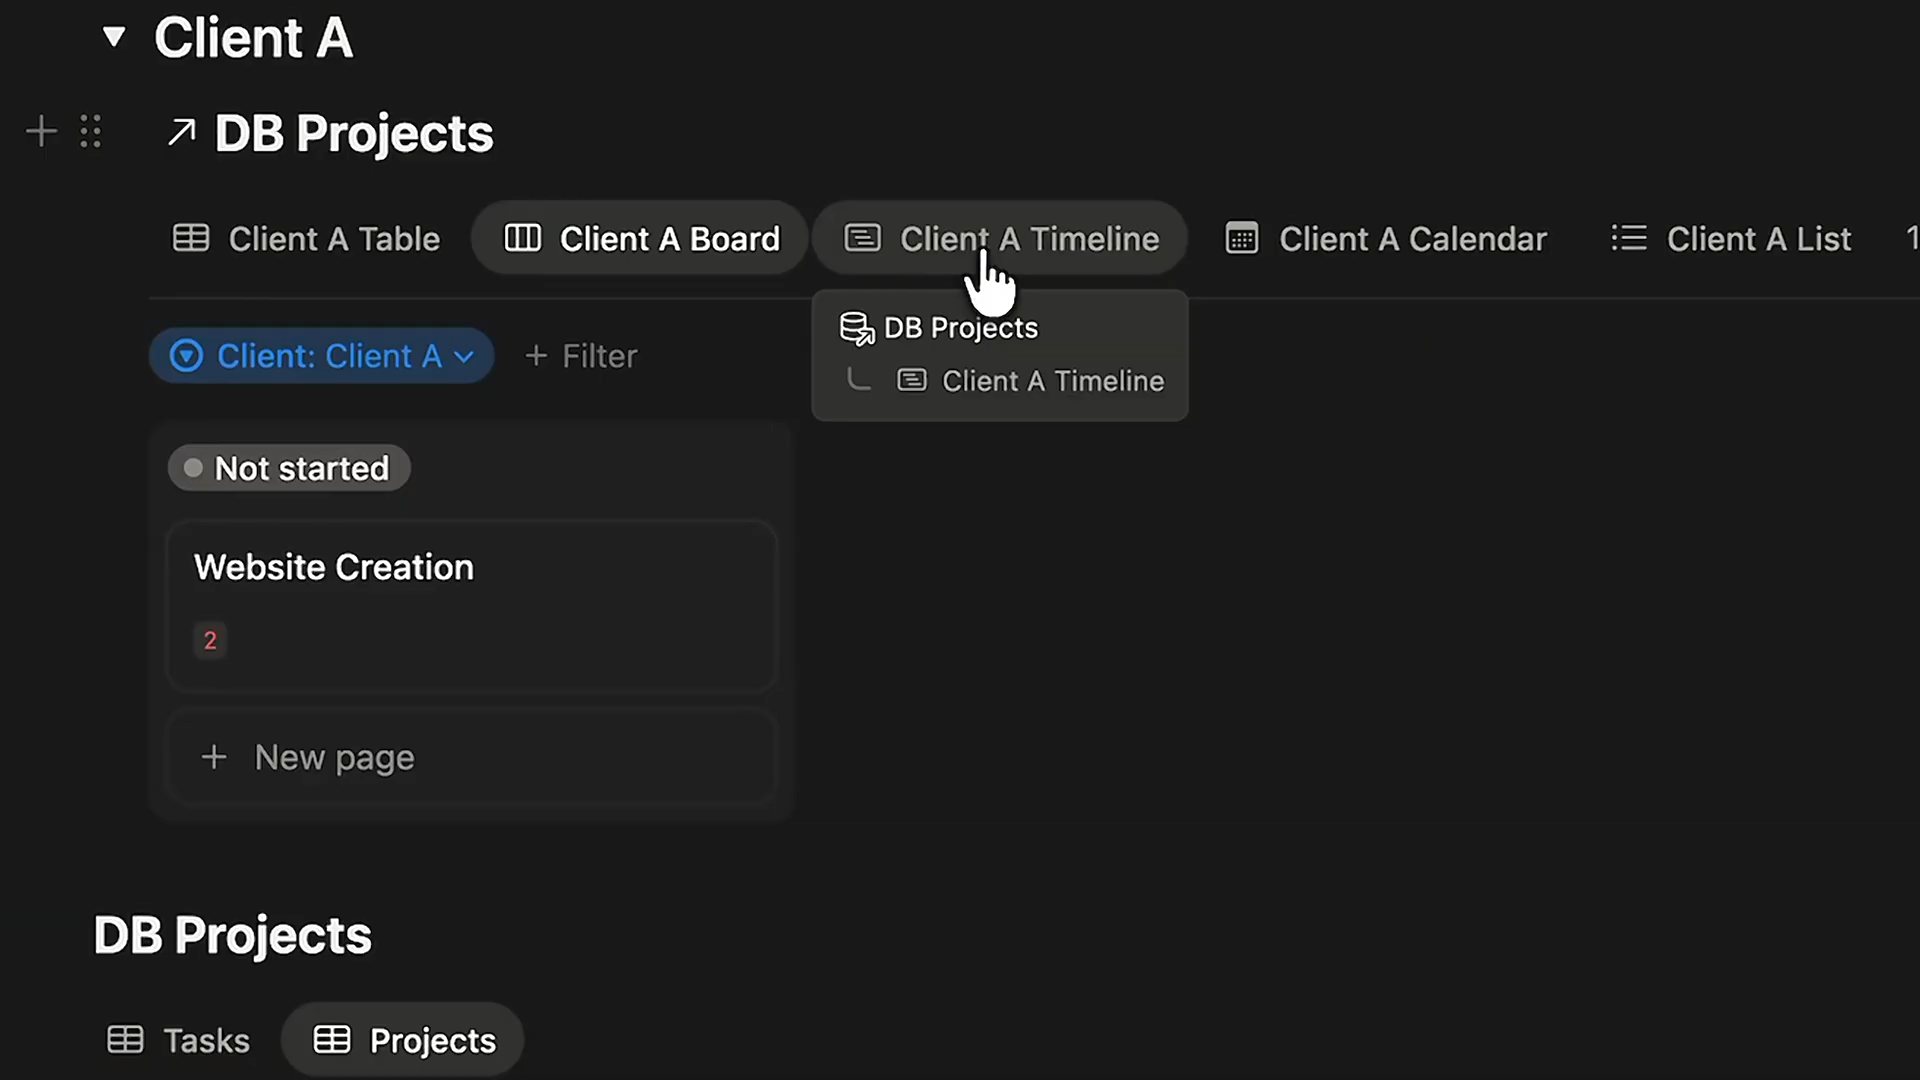 Client A
DB Projects
Client A Table Client A Board Client A Timeline Client A Calendar Client A List 1
Client: Client A + Filter
DB Projects
Client A Timeline
Not started
Website Creation
2
+ New page
DB Projects
Tasks Projects